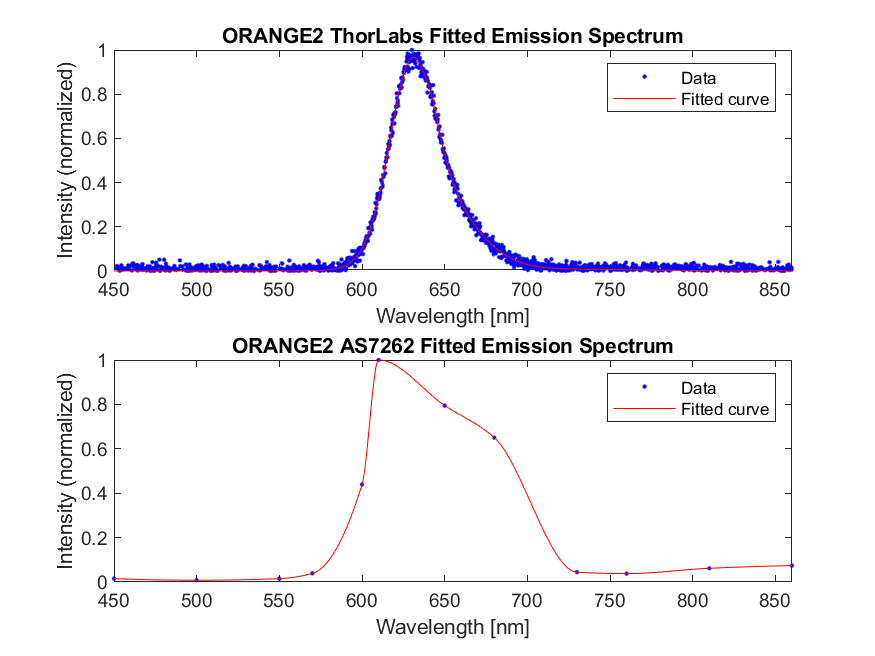 ORANGE2 ThorLabs Fitted Emission Spectrum
1
0.8
0.6
0.4
0.2
0
Intensity (normalized)
Data
Fitted curve
450 500 550 600 650 700 750 800 850
Wavelength [nm]
ORANGE2 AS7262 Fitted Emission Spectrum
1
0.8
0.6
0.4
0.2
0
Intensity (normalized)
Data
Fitted curve
450 500 550 600 650 700 750 800 850
Wavelength [nm]